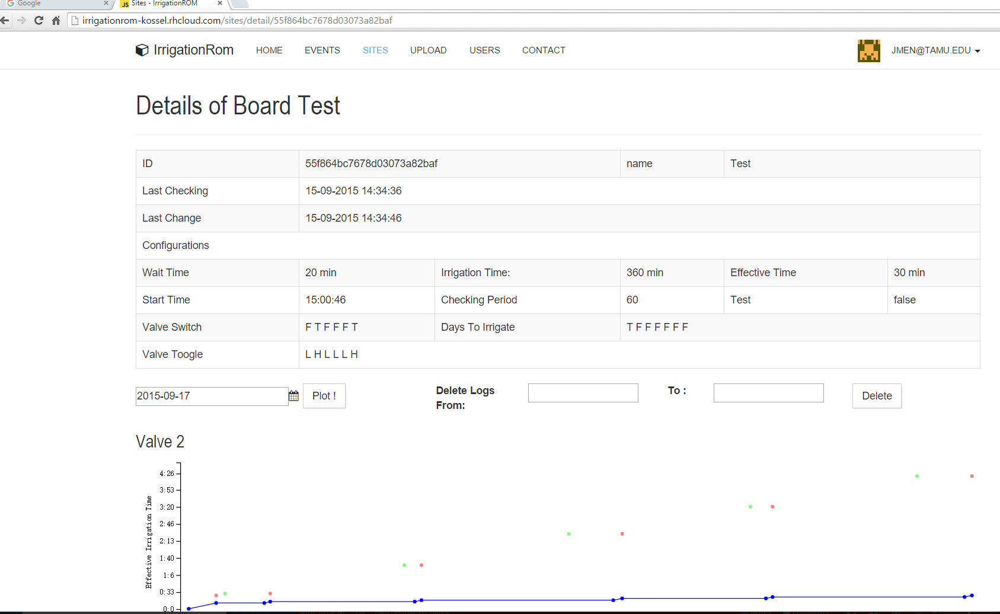 Google
Sites - IrrigationROM
irrigationrom-kossel.rhcloud.com/sites/detail/55f864bc7678d03073a82baf
IrrigationRom HOME EVENTS SITES UPLOAD USERS CONTACT JMEN@TAMU.EDU
Details of Board Test
ID 55f864bc7678d03073a82baf name Test
Last Checking 15-09-2015 14:34:36
Last Change 15-09-2015 14:34:46
Configurations
Wait Time 20 min Irrigation Time: 360 min Effective Time 30 min
Start Time 15:00:46 Checking Period 60 Test false
Valve Switch F T F F F T Days To Irrigate T F F F F F F
Valve Toogle L H L L L H
2015-09-17 Plot ! Delete Logs From: To : Delete
Valve 2
Effective Irrigation Time
4:26
3:53
3:20
2:46
2:13
1:40
1:6
0:33
0:0